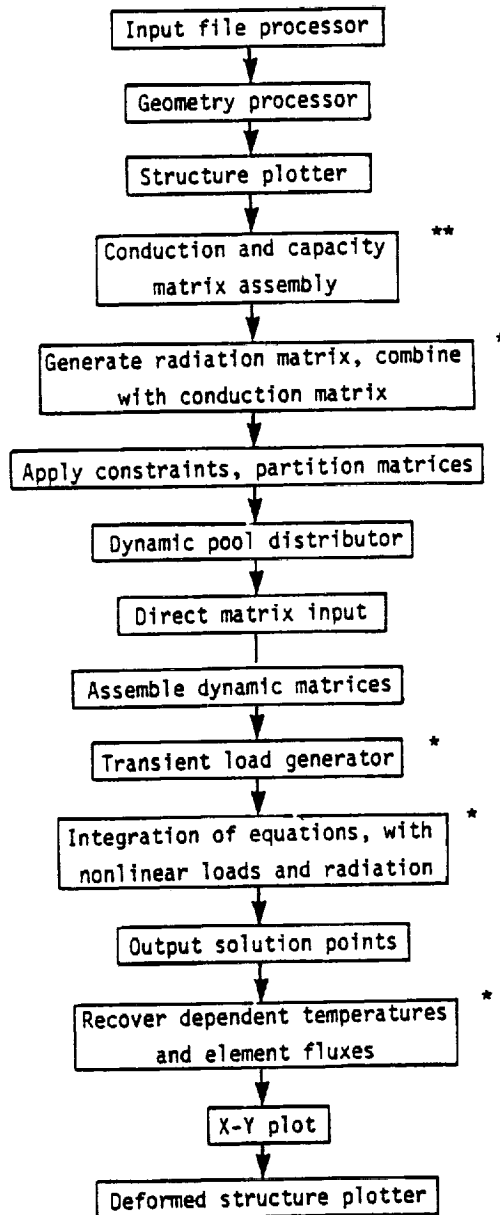 Input file processor
Geometry processor
Structure plotter
**
Conduction and capacity
matrix assembly
*
Generate radiation matrix, combine
with conduction matrix
Apply constraints, partition matrices
Dynamic pool distributor
Direct matrix input
Assemble dynamic matrices
*
Transient load generator
*
Integration of equations, with
nonlinear loads and radiation
Output solution points
*
Recover dependent temperatures
and element fluxes
X-Y plot
Deformed structure plotter